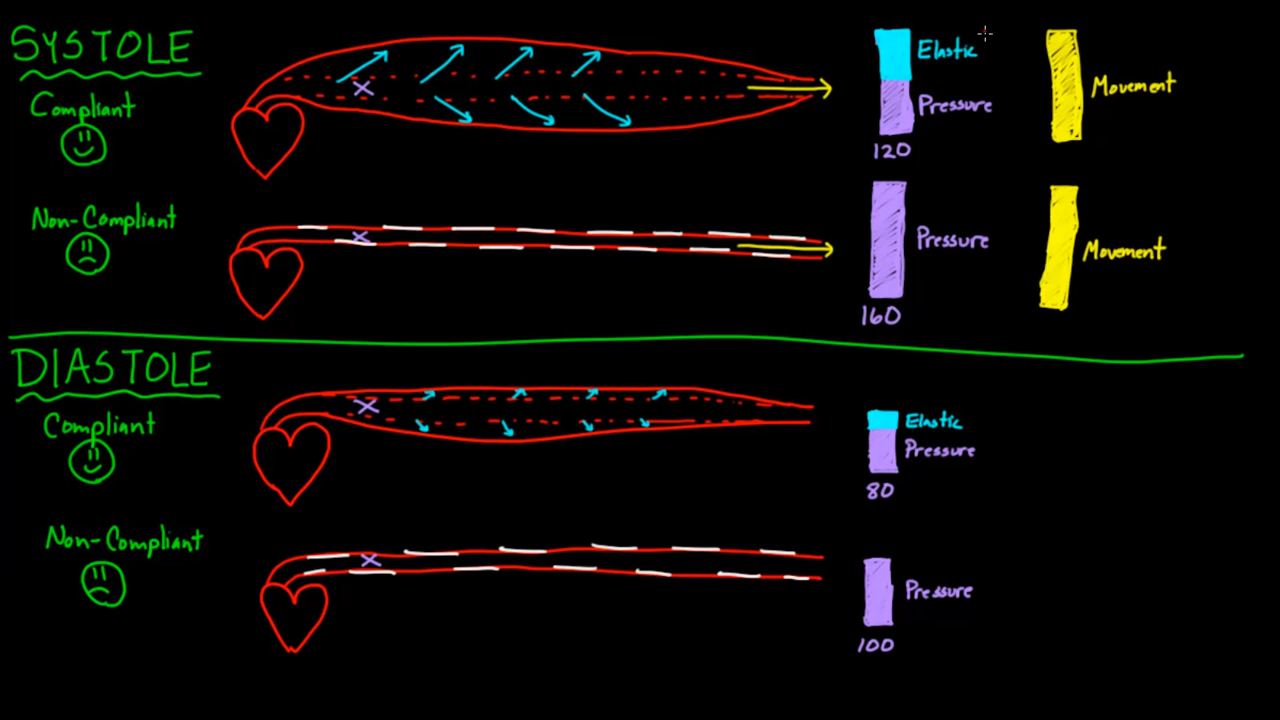 SYSTOLE
Compliant
Elastic
Pressure
120
Movement
Non-Compliant
Pressure
160
Movement
DIASTOLE
Compliant
Elastic
Pressure
80
Non-Compliant
Pressure
100